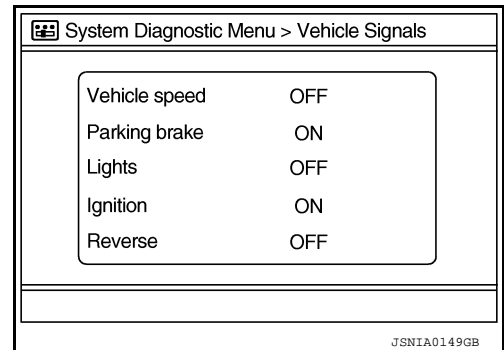 System Diagnostic Menu > Vehicle Signals
Vehicle speed OFF
Parking brake ON
Lights OFF
Ignition ON
Reverse OFF
JSNIA0149GB